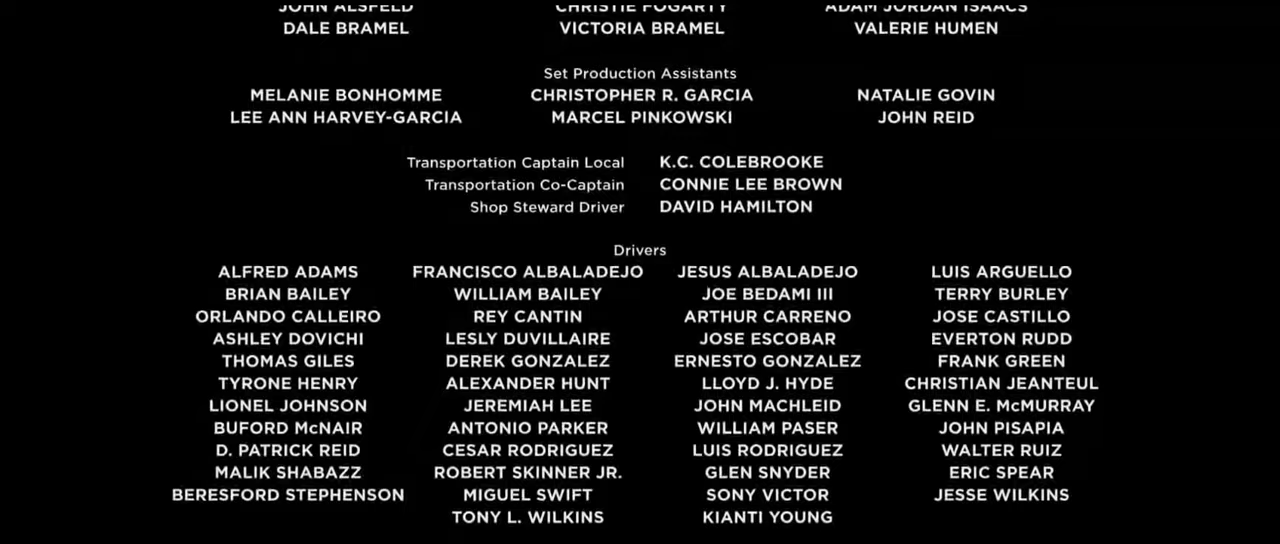 JOHN ALSFELD CHRISTIE FOGARTY ADAM JORDAN ISAACS
DALE BRAMEL VICTORIA BRAMEL VALERIE HUMEN
Set Production Assistants
MELANIE BONHOMME CHRISTOPHER R. GARCIA NATALIE GOVIN
LEE ANN HARVEY-GARCIA MARCEL PINKOWSKI JOHN REID
Transportation Captain Local K.C. COLEBROOKE
Transportation Co-Captain CONNIE LEE BROWN
Shop Steward Driver DAVID HAMILTON
Drivers
ALFRED ADAMS FRANCISCO ALBALADEJO JESUS ALBALADEJO LUIS ARGUELLO
BRIAN BAILEY WILLIAM BAILEY JOE BEDAMI III TERRY BURLEY
ORLANDO CALLEIRO REY CANTIN ARTHUR CARRENO JOSE CASTILLO
ASHLEY DOVICHI LESLY DUVILLAIRE JOSE ESCOBAR EVERTON RUDD
THOMAS GILES DEREK GONZALEZ ERNESTO GONZALEZ FRANK GREEN
TYRONE HENRY ALEXANDER HUNT LLOYD J. HYDE CHRISTIAN JEANTEUL
LIONEL JOHNSON JEREMIAH LEE JOHN MACHLEID GLENN E. McMURRAY
BUFORD McNAIR ANTONIO PARKER WILLIAM PASER JOHN PISAPIA
D. PATRICK REID CESAR RODRIGUEZ LUIS RODRIGUEZ WALTER RUIZ
MALIK SHABAZZ ROBERT SKINNER JR. GLEN SNYDER ERIC SPEAR
BERESFORD STEPHENSON MIGUEL SWIFT SONY VICTOR JESSE WILKINS
TONY L. WILKINS KIANTI YOUNG